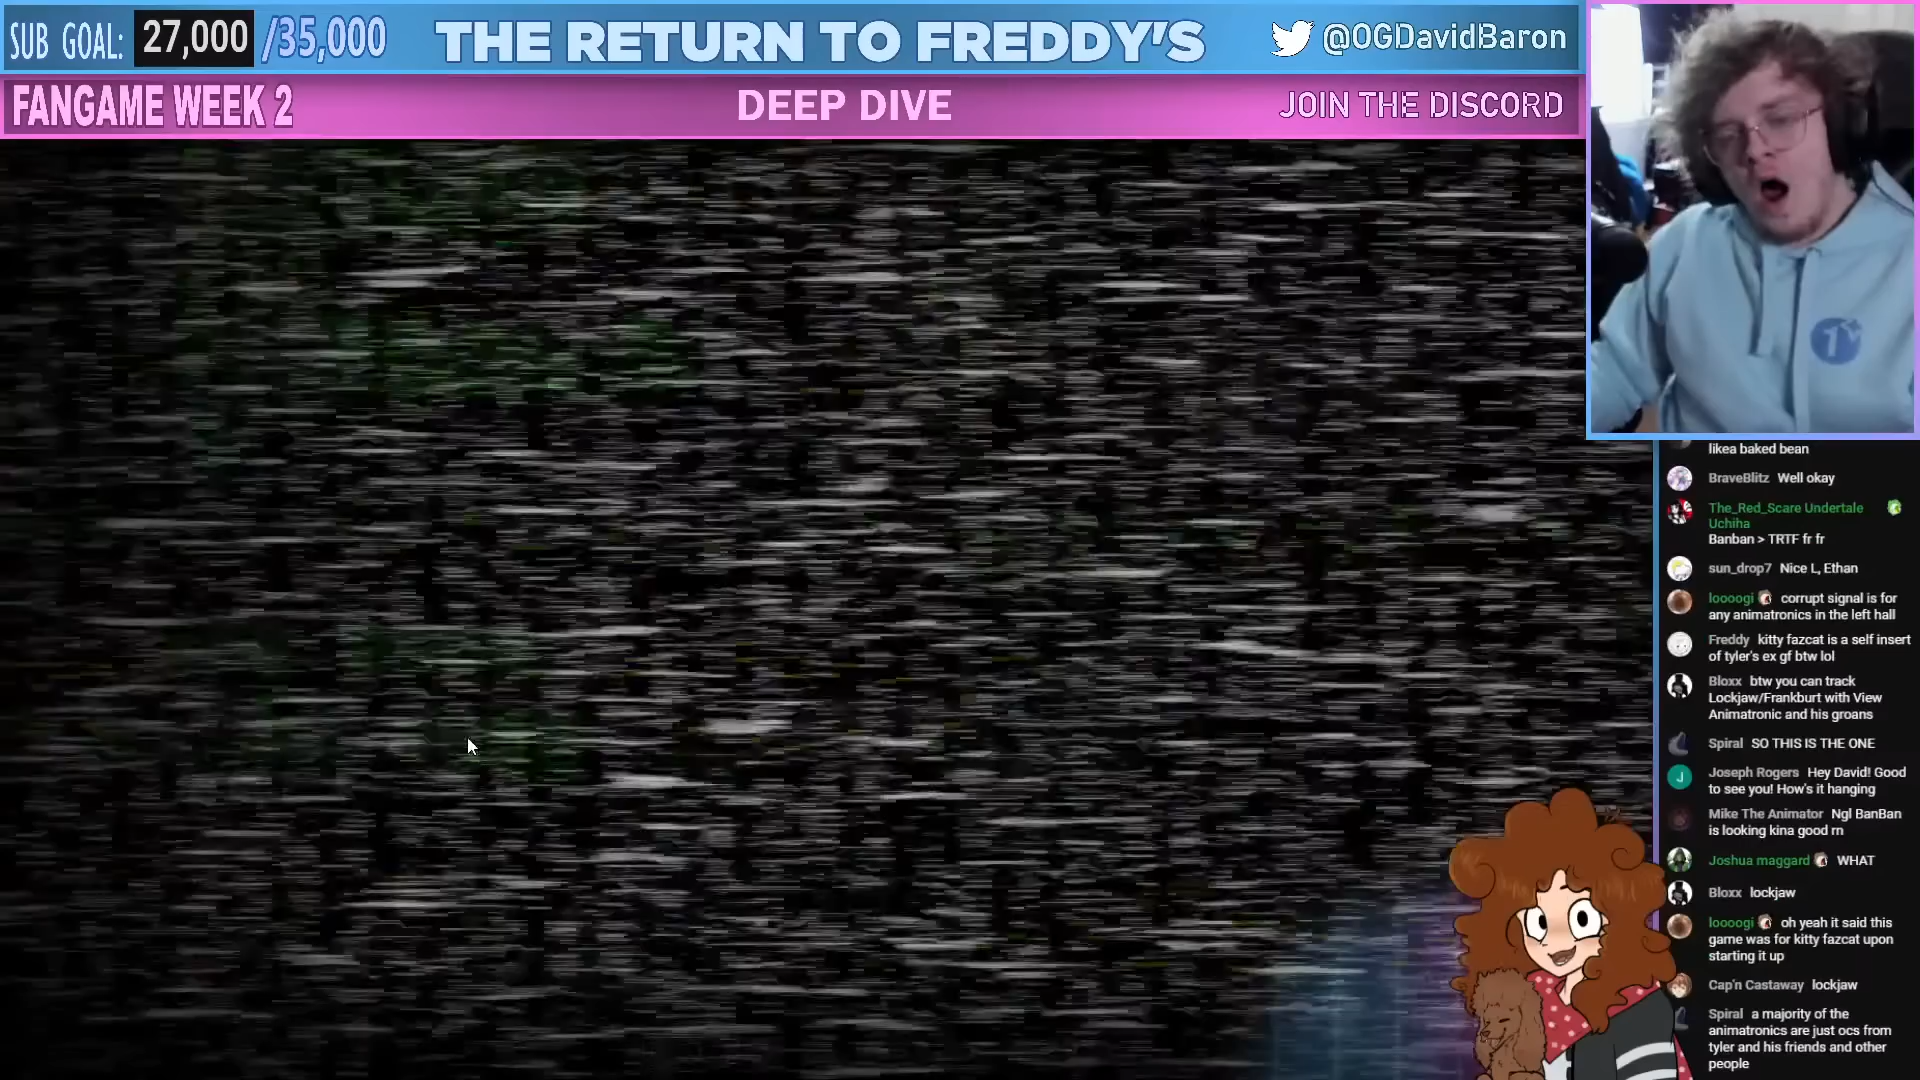 SUB GOAL: 27,000 /35,000
THE RETURN TO FREDDY'S
@OGDavidBaron
FANGAME WEEK 2
DEEP DIVE
JOIN THE DISCORD
likea baked bean
BraveBlitz Well okay
The_Red_Scare Undertale
Uchiha
Banban > TRTF fr fr
sun_drop7 Nice L, Ethan
loooogi corrupt signal is for
any animatronics in the left hall
Freddy kitty fazcat is a self insert
of tyler's ex gf btw lol
Bloxx btw you can track
Lockjaw/Frankburt with View
Animatronic and his groans
Spiral SO THIS IS THE ONE
J
Joseph Rogers Hey David! Good
to see you! How's it hanging
Mike The Animator Ngl BanBan
is looking kina good rn
Joshua maggard WHAT
Bloxx lockjaw
loooogi oh yeah it said this
game was for kitty fazcat upon
starting it up
Cap'n Castaway lockjaw
Spiral a majority of the
animatronics are just ocs from
tyler and his friends and other
people